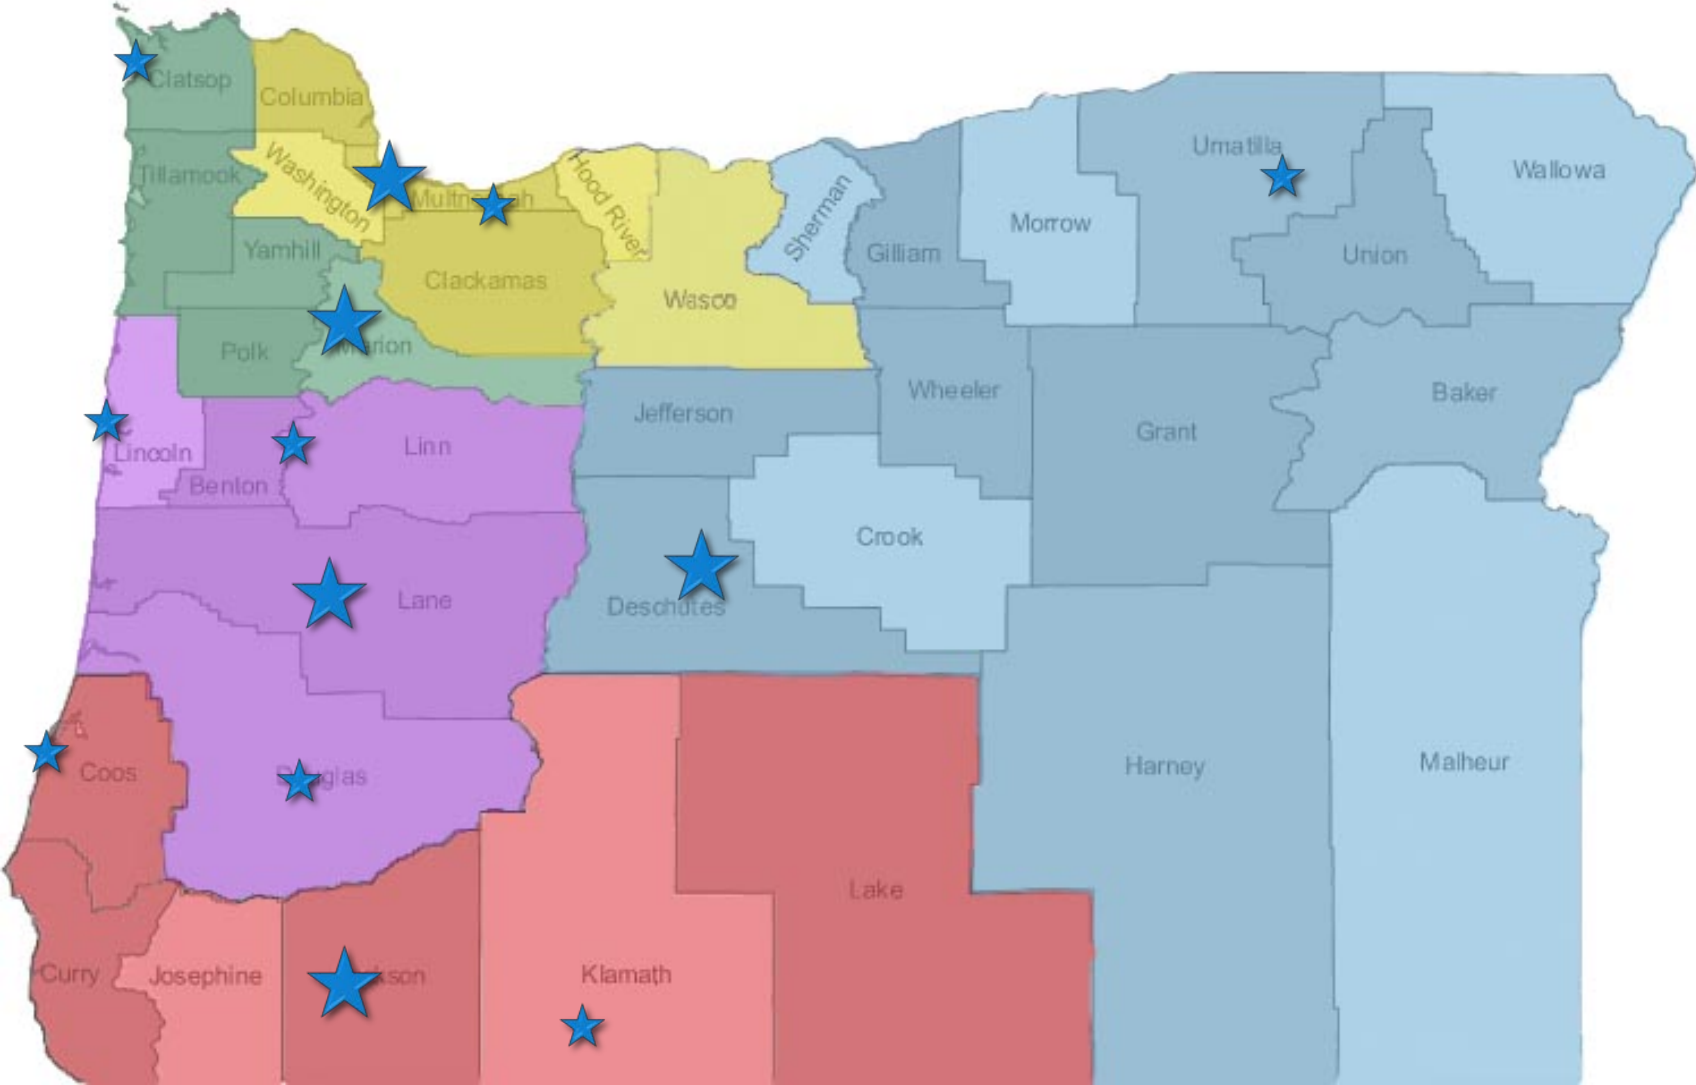 Clatsop
Columbia
Tillamook
Washington
Hood River
Sherman
Umatilla
Wallowa
Morrow
Gilliam
Union
Yamhill
Clackamas
Wasco
Polk
Wheeler
Baker
Jefferson
Grant
Lincoln
Linn
Benton
Crook
Lane
Deschutes
Coos
Harney
Malheur
Lake
Curry
Josephine
Klamath